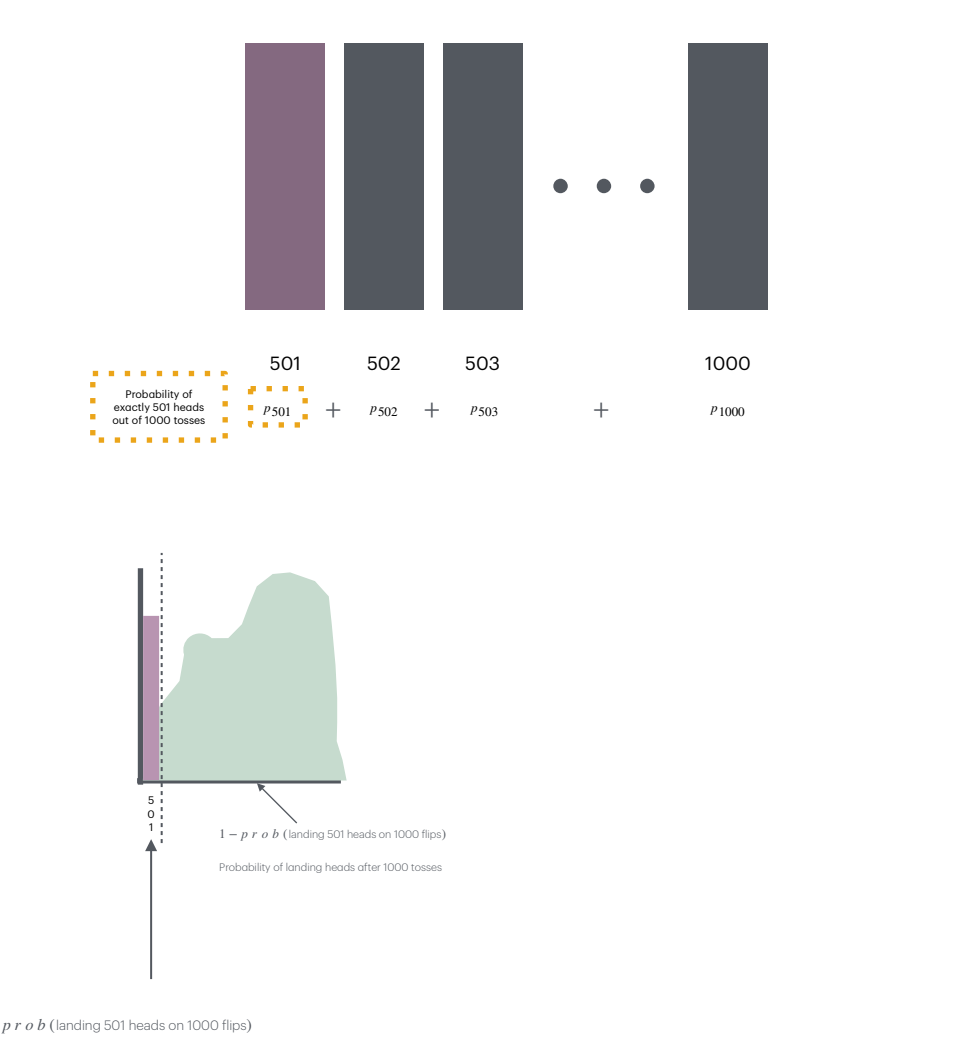 501 502 503 1000
Probability of
exactly 501 heads
out of 1000 tosses
p501 + p502 + p503 + p1000
5
0
1
1 − prob (landing 501 heads on 1000 flips)
Probability of landing heads after 1000 tosses
prob (landing 501 heads on 1000 flips)